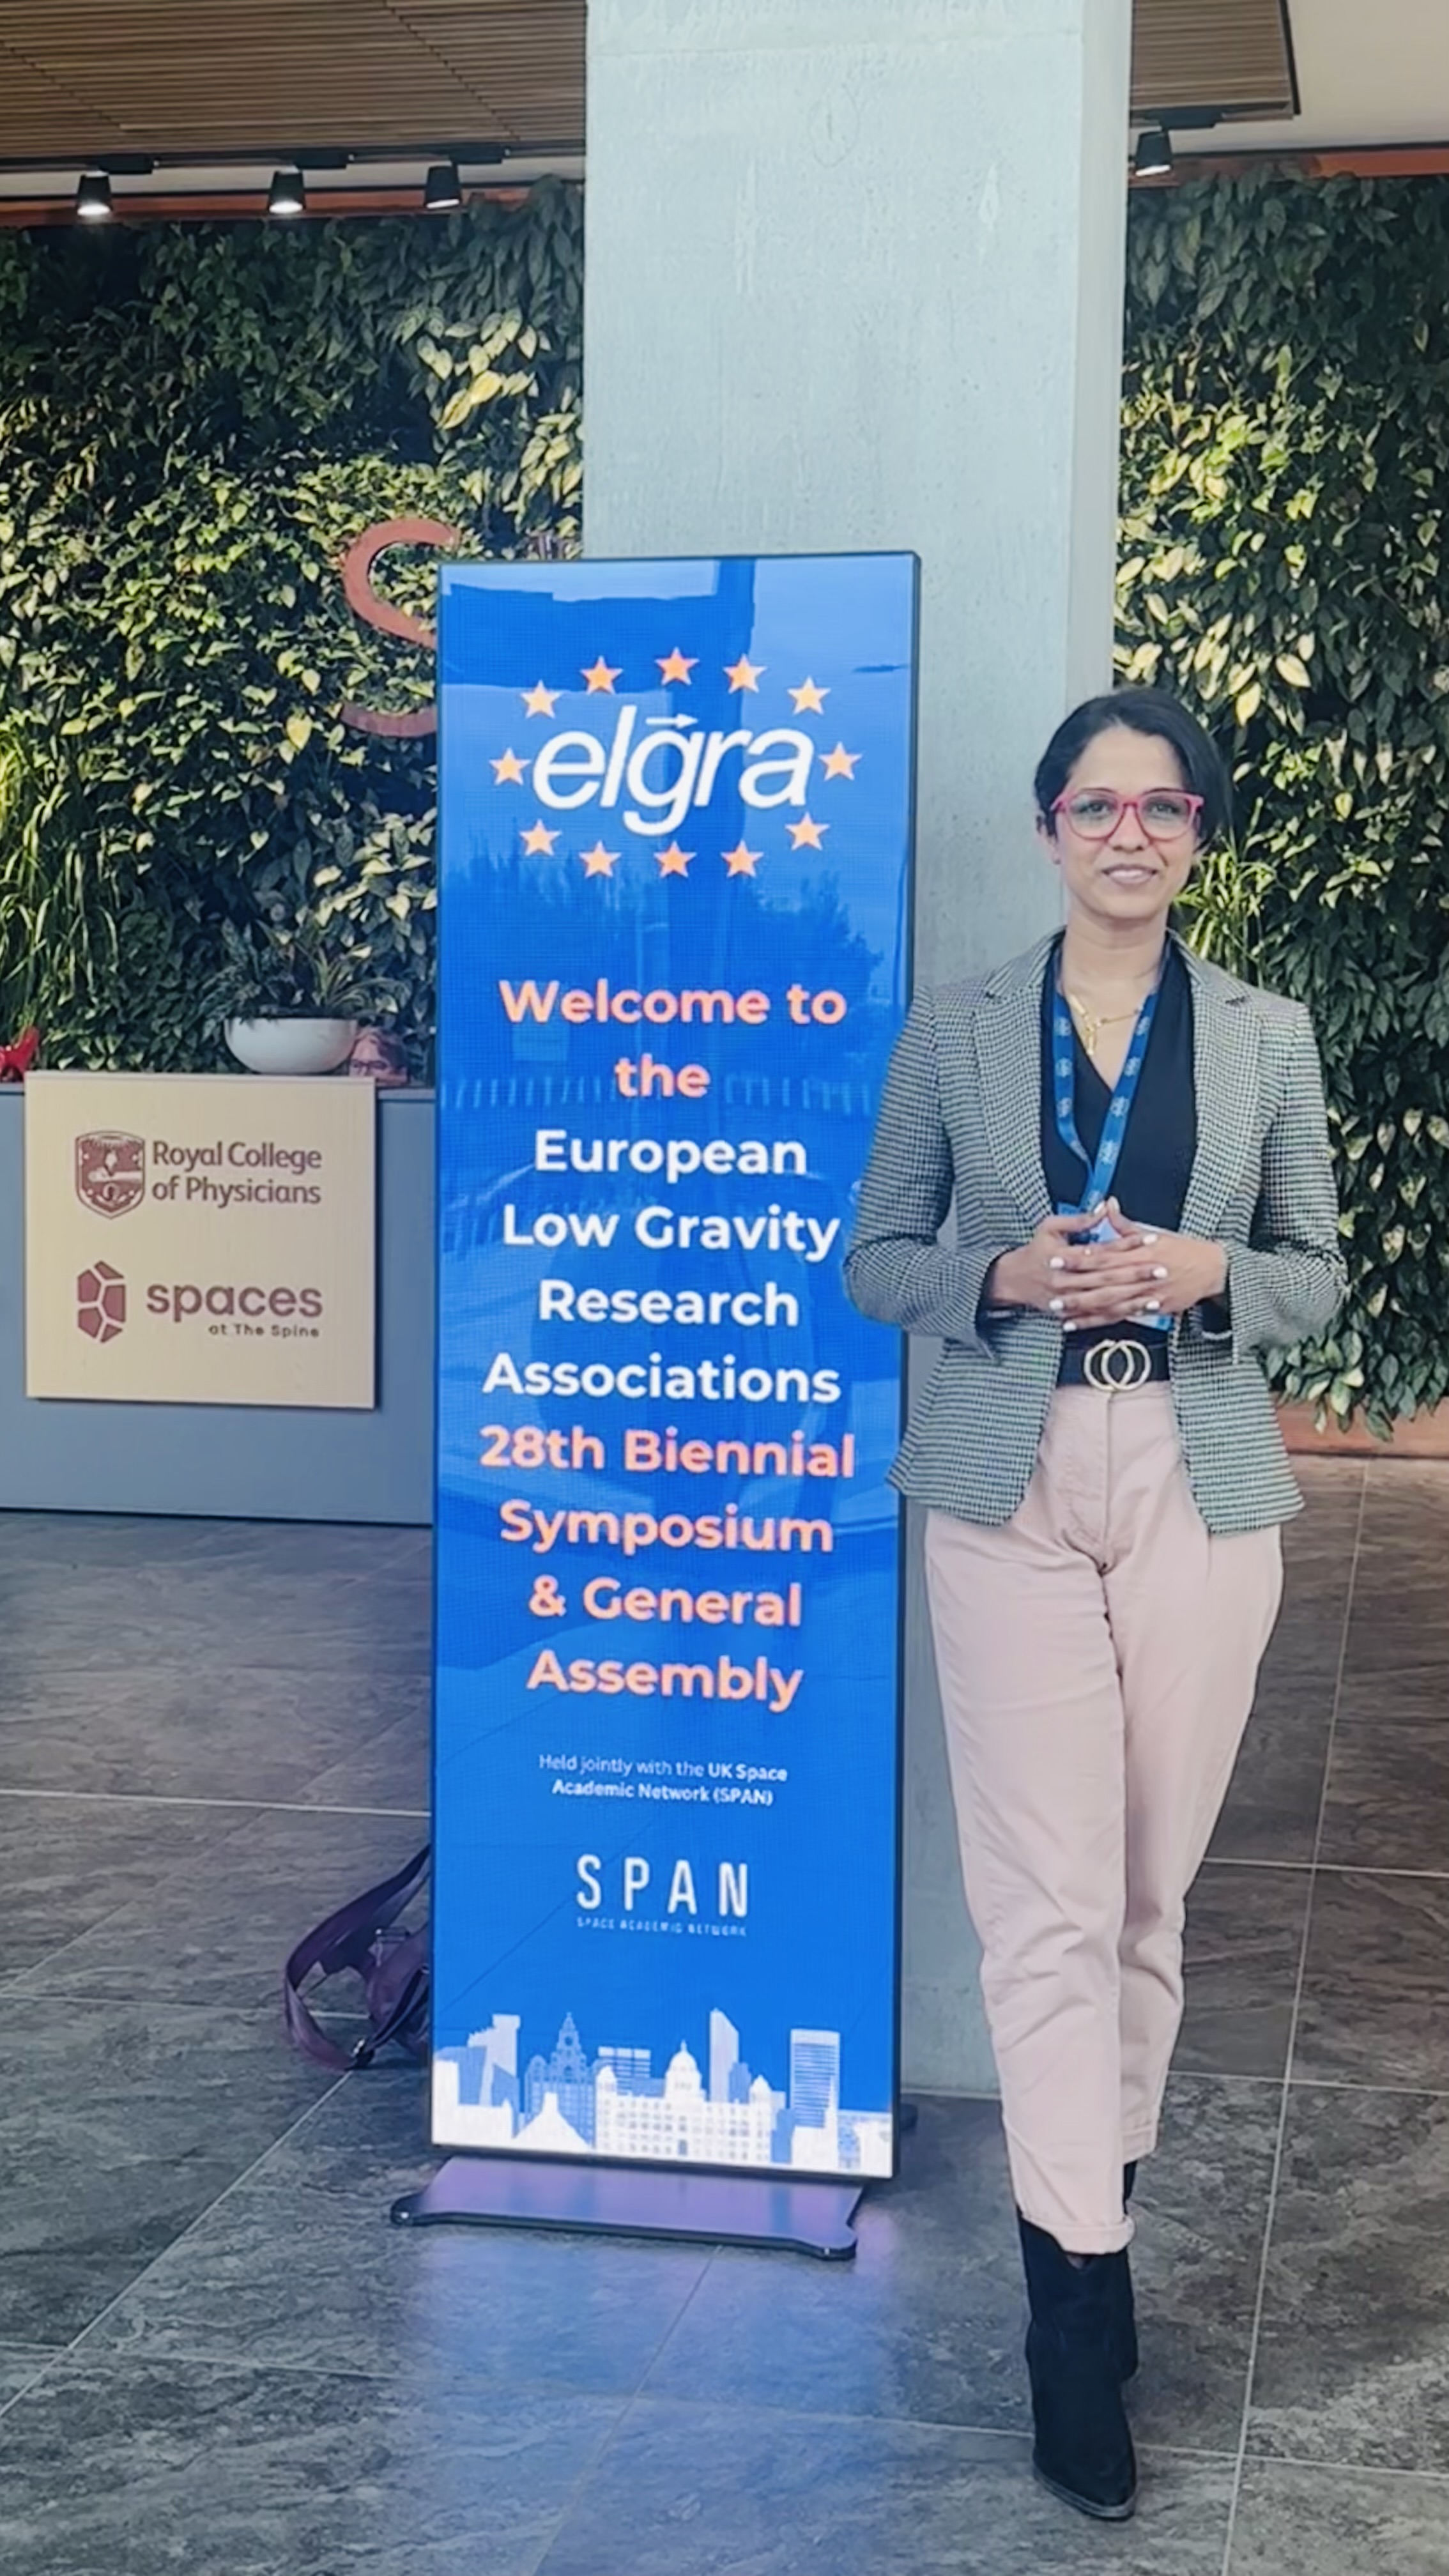 elgra
Welcome to
the
European
Low Gravity
Research
Associations
28th Biennial
Symposium
& General
Assembly
Held jointly with the UK Space
Academic Network (SPAN)
SPAN
SPACE ACADEMIC NETWORK
Royal College
of Physicians
spaces
at The Spine
S